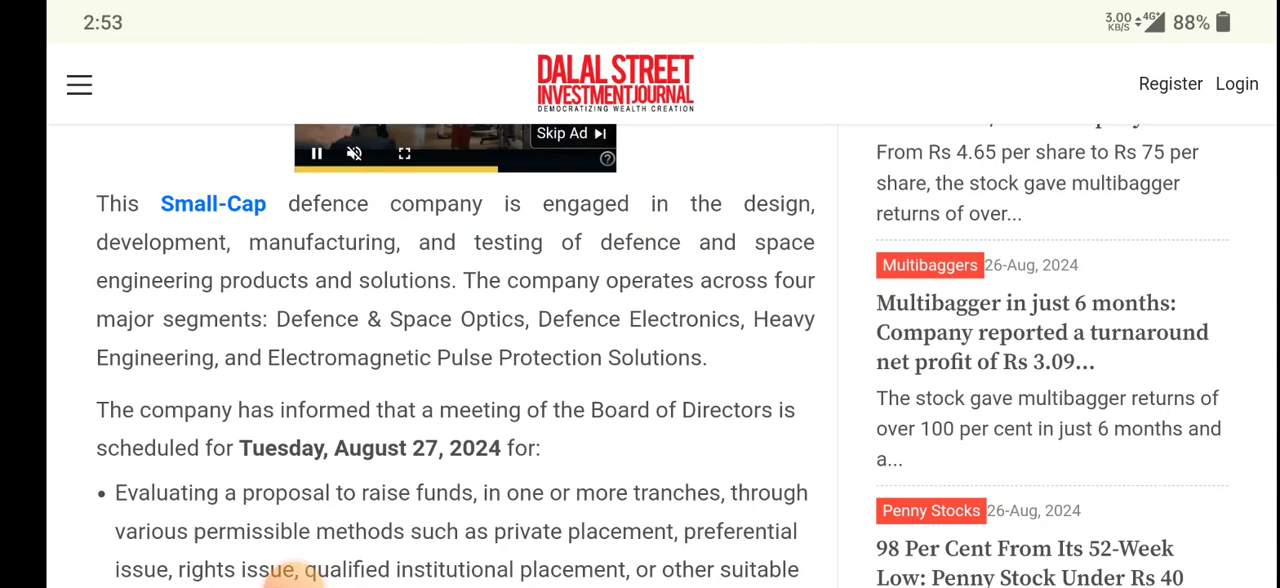 2:53
3.00 KB/S 4G+ 88%
DALAL STREET
INVESTMENT JOURNAL
DEMOCRATIZING WEALTH CREATION
Register Login
Skip Ad
This Small-Cap defence company is engaged in the design,
development, manufacturing, and testing of defence and space
engineering products and solutions. The company operates across four
major segments: Defence & Space Optics, Defence Electronics, Heavy
Engineering, and Electromagnetic Pulse Protection Solutions.
The company has informed that a meeting of the Board of Directors is
scheduled for Tuesday, August 27, 2024 for:
• Evaluating a proposal to raise funds, in one or more tranches, through
various permissible methods such as private placement, preferential
issue, rights issue, qualified institutional placement, or other suitable
From Rs 4.65 per share to Rs 75 per
share, the stock gave multibagger
returns of over...
Multibaggers 26-Aug, 2024
Multibagger in just 6 months:
Company reported a turnaround
net profit of Rs 3.09...
The stock gave multibagger returns of
over 100 per cent in just 6 months and
a...
Penny Stocks 26-Aug, 2024
98 Per Cent From Its 52-Week
Low: Penny Stock Under Rs 40